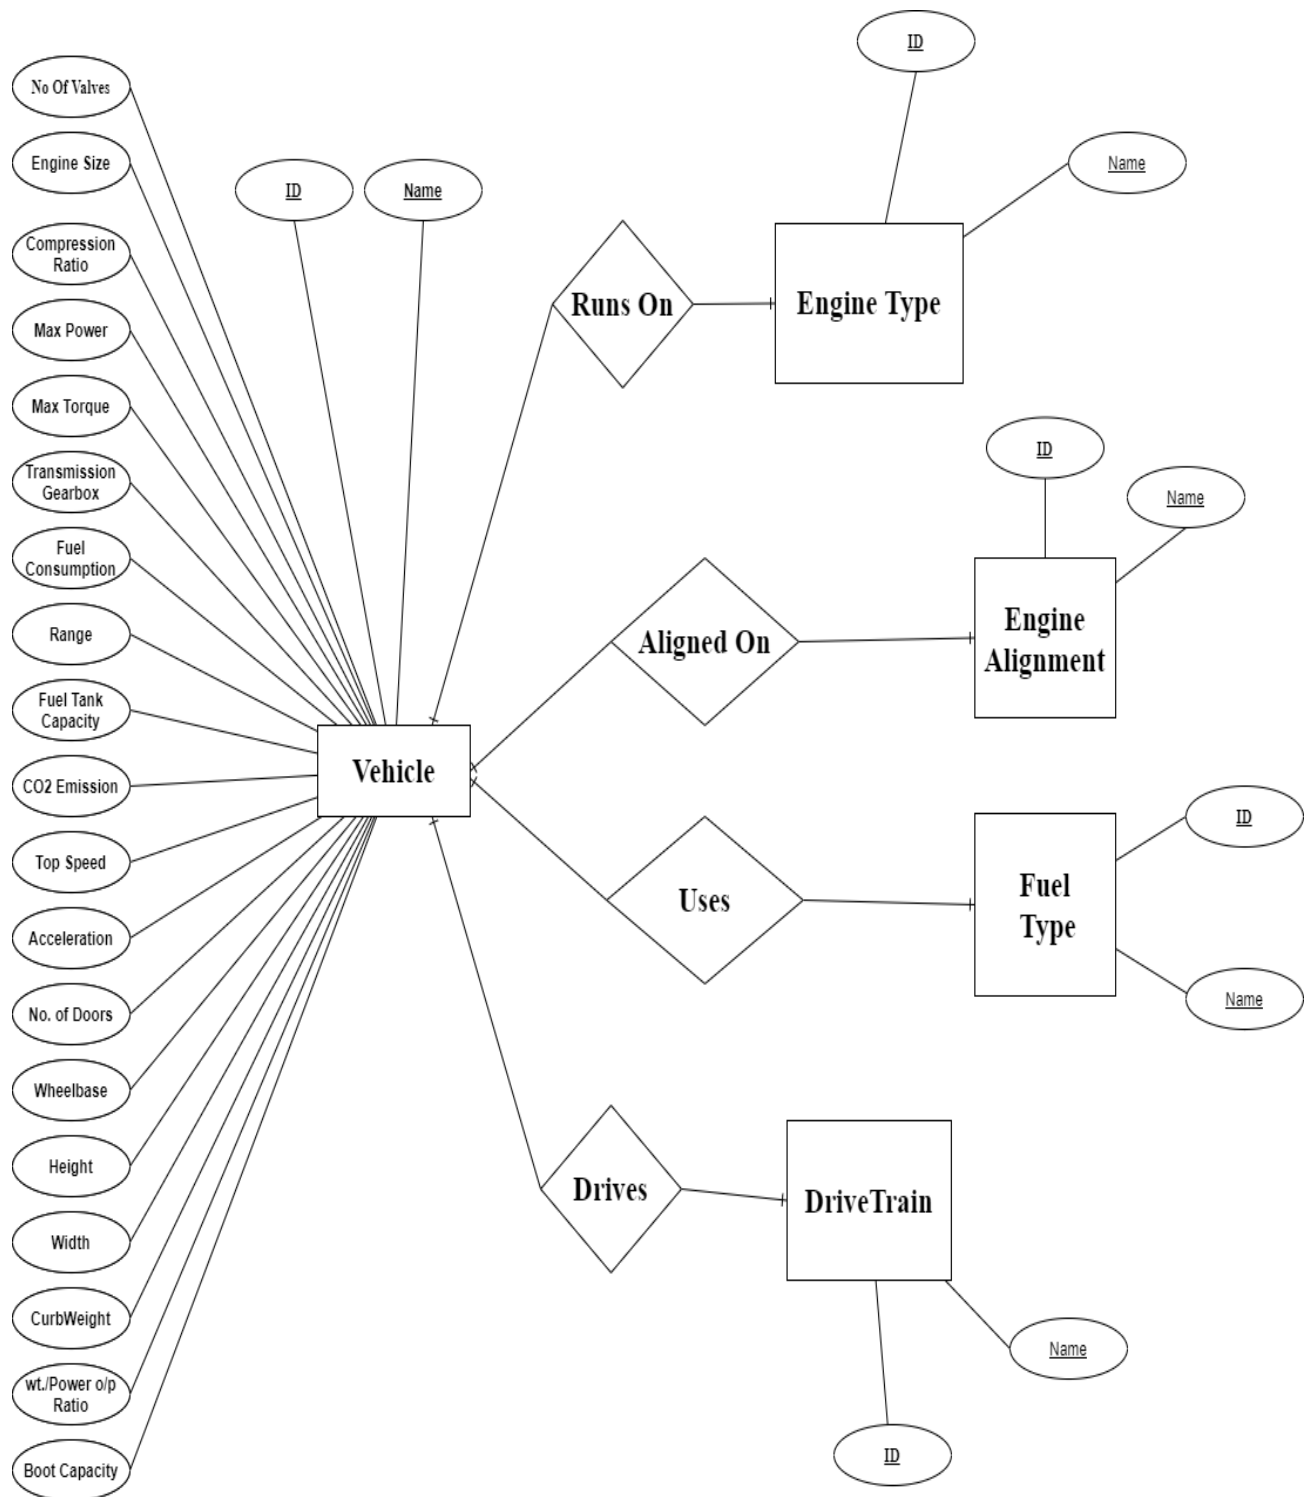 No Of Valves
Engine Size
Compression
Ratio
Max Power
Max Torque
Transmission
Gearbox
Fuel
Consumption
Range
Fuel Tank
Capacity
CO2 Emission
Top Speed
Acceleration
No. of Doors
Wheelbase
Height
Width
CurbWeight
wt./Power o/p
Ratio
Boot Capacity
ID
Name
Vehicle
Runs On
Engine Type
ID
Name
Aligned On
Engine
Alignment
ID
Name
Uses
Fuel
Type
ID
Name
Drives
DriveTrain
Name
ID